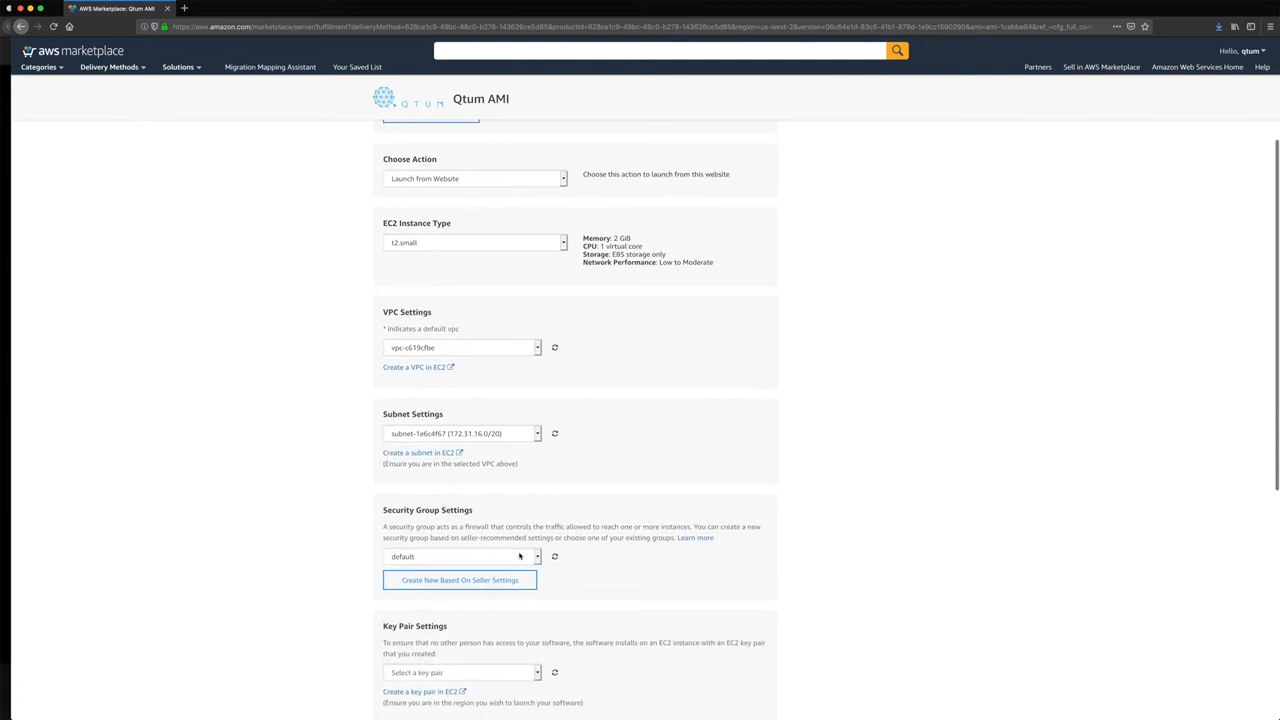 AWS Marketplace: Qtum AMI
aws marketplace
Hello, qtum
Categories
Delivery Methods
Solutions
Migration Mapping Assistant
Your Saved List
Partners
Sell in AWS Marketplace
Amazon Web Services Home
Help
QTUM
Qtum AMI
Choose Action
Launch from Website
Choose this action to launch from this website
EC2 Instance Type
t2.small
Memory: 2 GiB
CPU: 1 virtual core
Storage: EBS storage only
Network Performance: Low to Moderate
VPC Settings
* indicates a default vpc
vpc-c619cfbe
Create a VPC in EC2
Subnet Settings
subnet-1e6c4f67 (172.31.16.0/20)
Create a subnet in EC2
(Ensure you are in the selected VPC above)
Security Group Settings
A security group acts as a firewall that controls the traffic allowed to reach one or more instances. You can create a new
security group based on seller-recommended settings or choose one of your existing groups. Learn more
default
Create New Based On Seller Settings
Key Pair Settings
To ensure that no other person has access to your software, the software installs on an EC2 instance with an EC2 key pair
that you created.
Select a key pair
Create a key pair in EC2
(Ensure you are in the region you wish to launch your software)